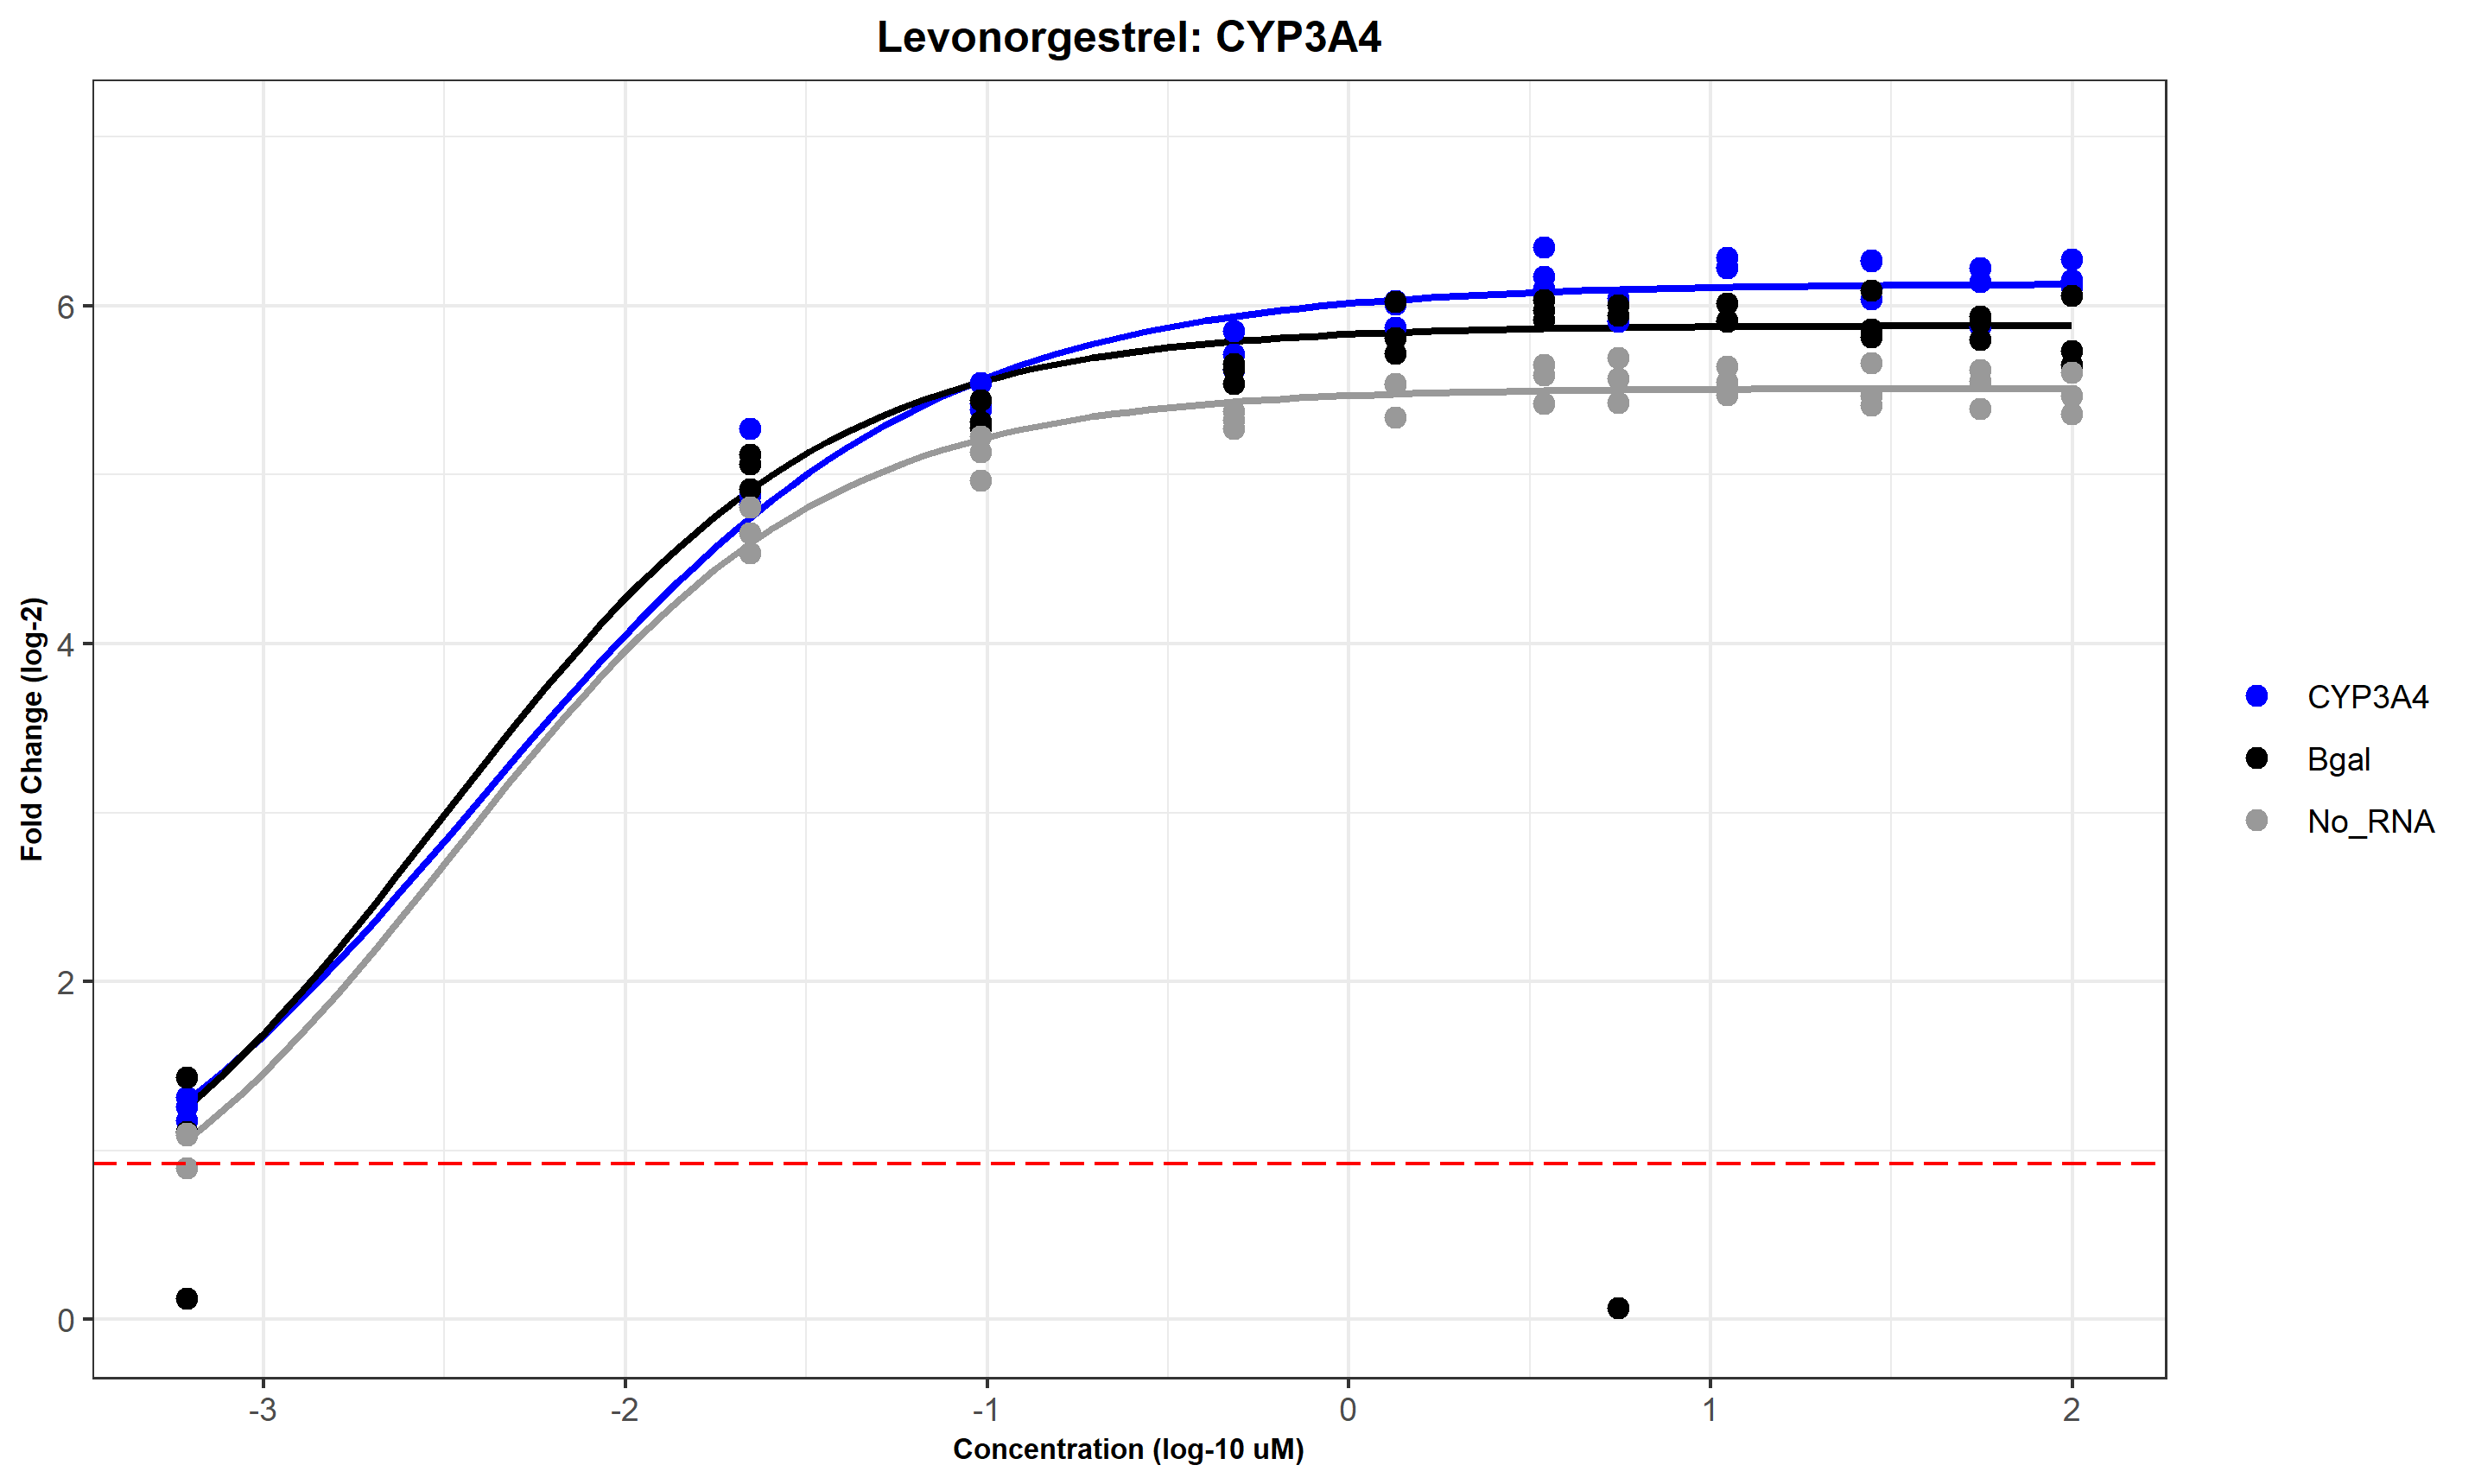 Levonorgestrel: CYP3A4
Fold Change (log-2)
6
4
2
0
-3
-2
-1
0
1
2
Concentration (log-10 uM)
CYP3A4
Bgal
No_RNA